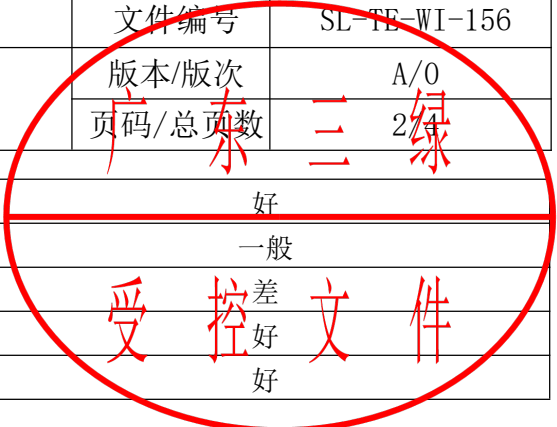 文件编号 SL-TE-WI-156
版本/版次 A/0
页码/总页数 2/4
广东三绿
好
一般
差
受控文件
好
好